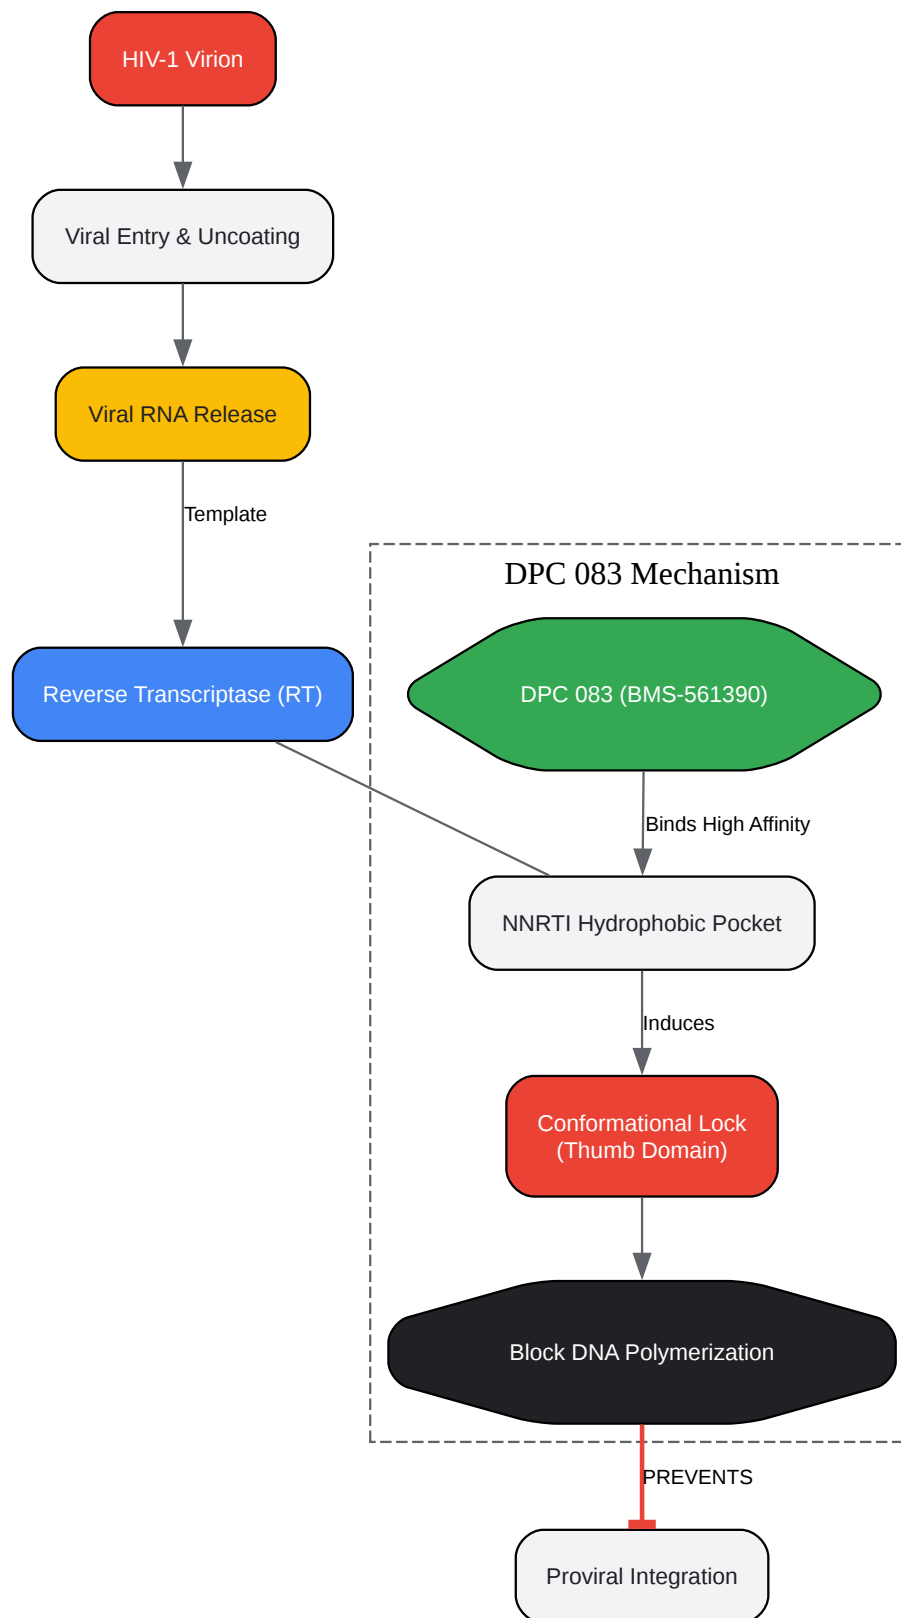 HIV-1 Virion
Viral Entry & Uncoating
Viral RNA Release
Template
DPC 083 Mechanism
Reverse Transcriptase (RT)
DPC 083 (BMS-561390)
Binds High Affinity
NNRTI Hydrophobic Pocket
Induces
Conformational Lock
(Thumb Domain)
Block DNA Polymerization
PREVENTS
Proviral Integration